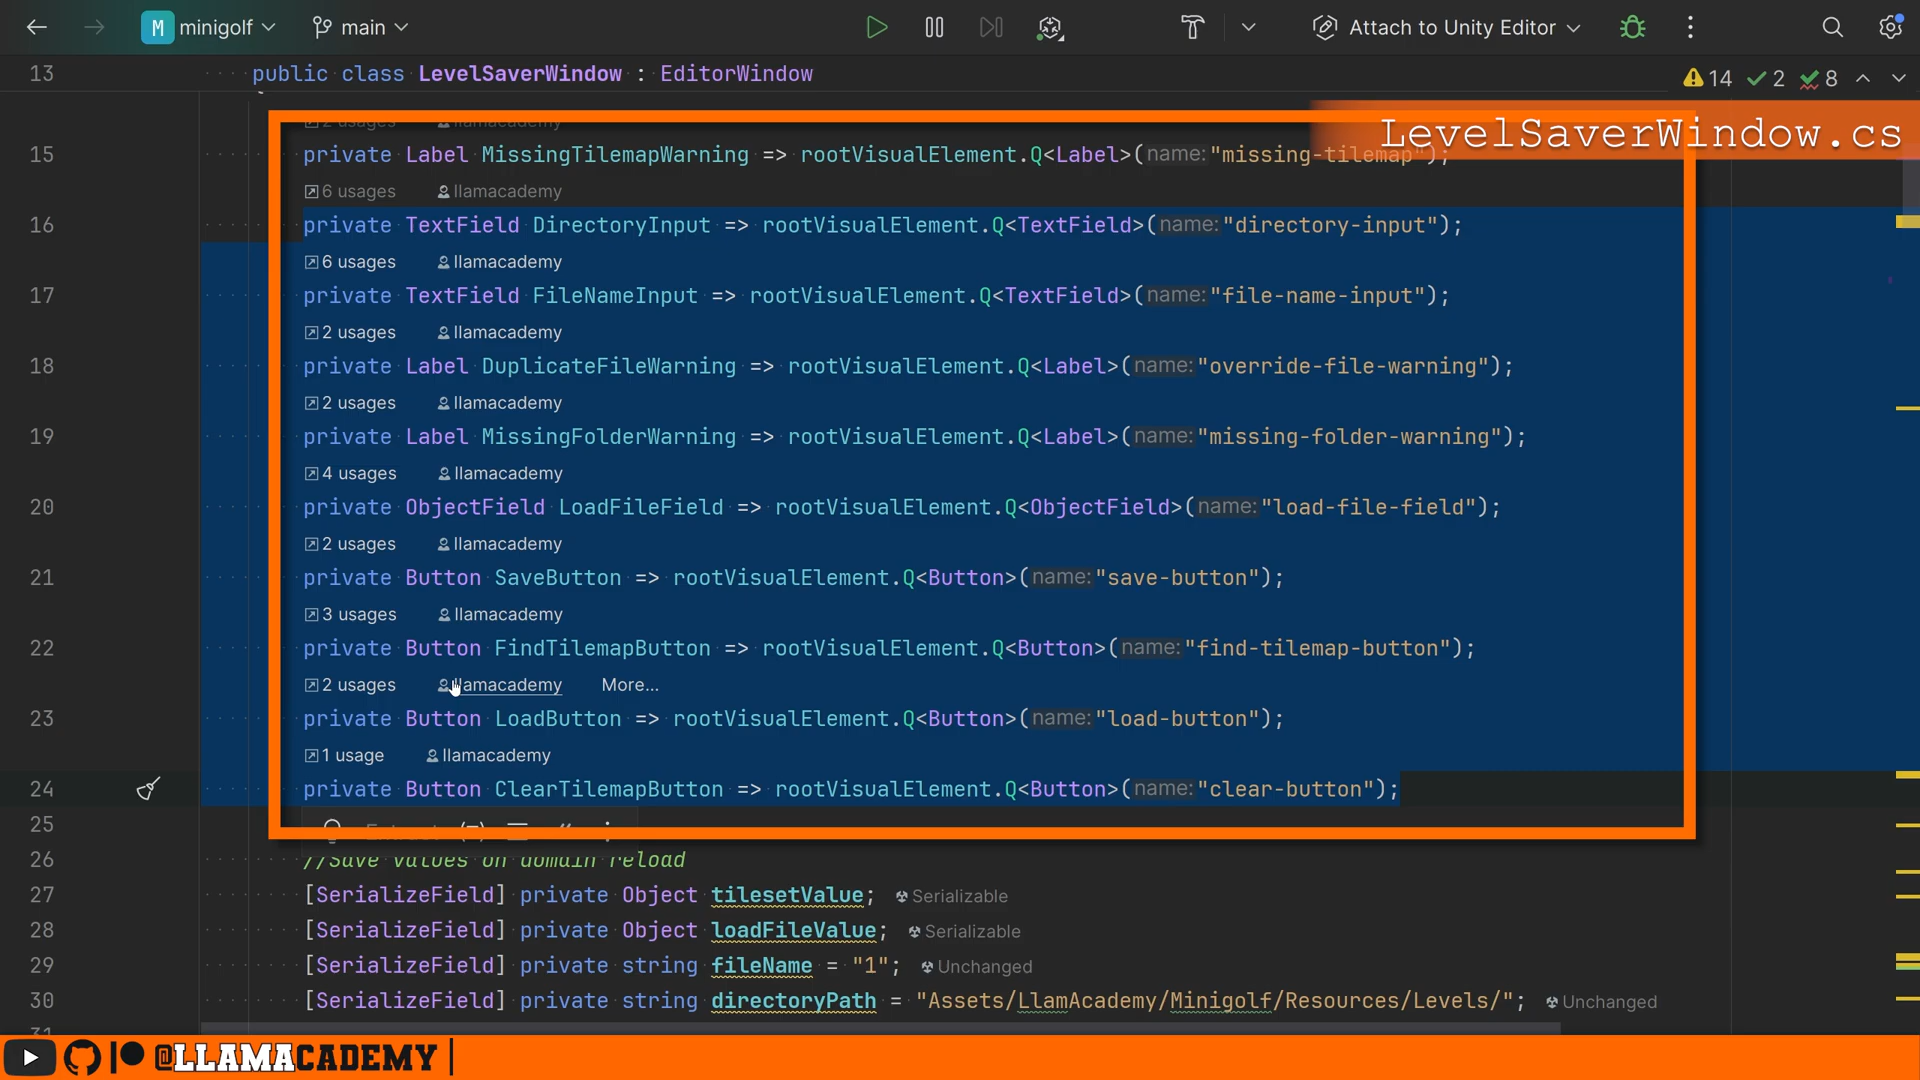 M minigolf main Attach to Unity Editor
13 public class LevelSaverWindow : EditorWindow
14 2 8
LevelSaverWindow.cs
2 usages llamacademy
15 private Label MissingTilemapWarning => rootVisualElement.Q<Label>(name:"missing-tilemap");
6 usages llamacademy
16 private TextField DirectoryInput => rootVisualElement.Q<TextField>(name:"directory-input");
6 usages llamacademy
17 private TextField FileNameInput => rootVisualElement.Q<TextField>(name:"file-name-input");
2 usages llamacademy
18 private Label DuplicateFileWarning => rootVisualElement.Q<Label>(name:"override-file-warning");
2 usages llamacademy
19 private Label MissingFolderWarning => rootVisualElement.Q<Label>(name:"missing-folder-warning");
4 usages llamacademy
20 private ObjectField LoadFileField => rootVisualElement.Q<ObjectField>(name:"load-file-field");
2 usages llamacademy
21 private Button SaveButton => rootVisualElement.Q<Button>(name:"save-button");
3 usages llamacademy
22 private Button FindTilemapButton => rootVisualElement.Q<Button>(name:"find-tilemap-button");
2 usages llamacademy More...
23 private Button LoadButton => rootVisualElement.Q<Button>(name:"load-button");
1 usage llamacademy
24 private Button ClearTilemapButton => rootVisualElement.Q<Button>(name:"clear-button");
25
26 //Save values on domain reload
27 [SerializeField] private Object tilesetValue; Serializable
28 [SerializeField] private Object loadFileValue; Serializable
29 [SerializeField] private string fileName = "1"; Unchanged
30 [SerializeField] private string directoryPath = "Assets/LlamAcademy/Minigolf/Resources/Levels/"; Unchanged
31
@LLAMACADEMY